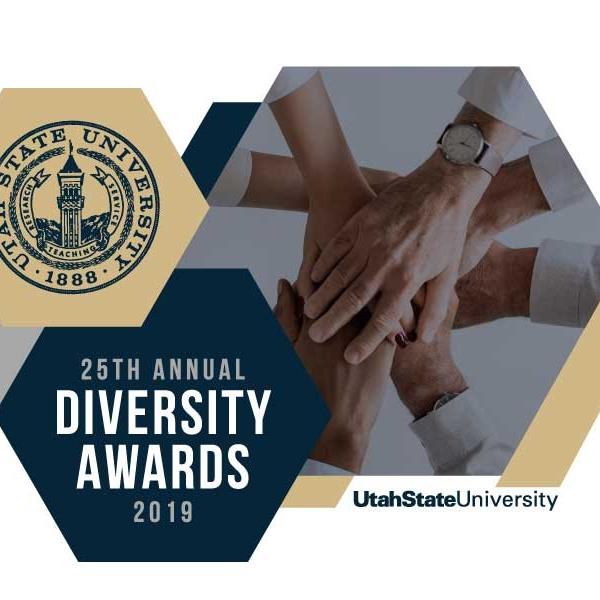 UTAH STATE UNIVERSITY
RESEARCH
SERVICE
TEACHING
· 1888 ·
25TH ANNUAL
DIVERSITY
AWARDS
2019
UtahStateUniversity